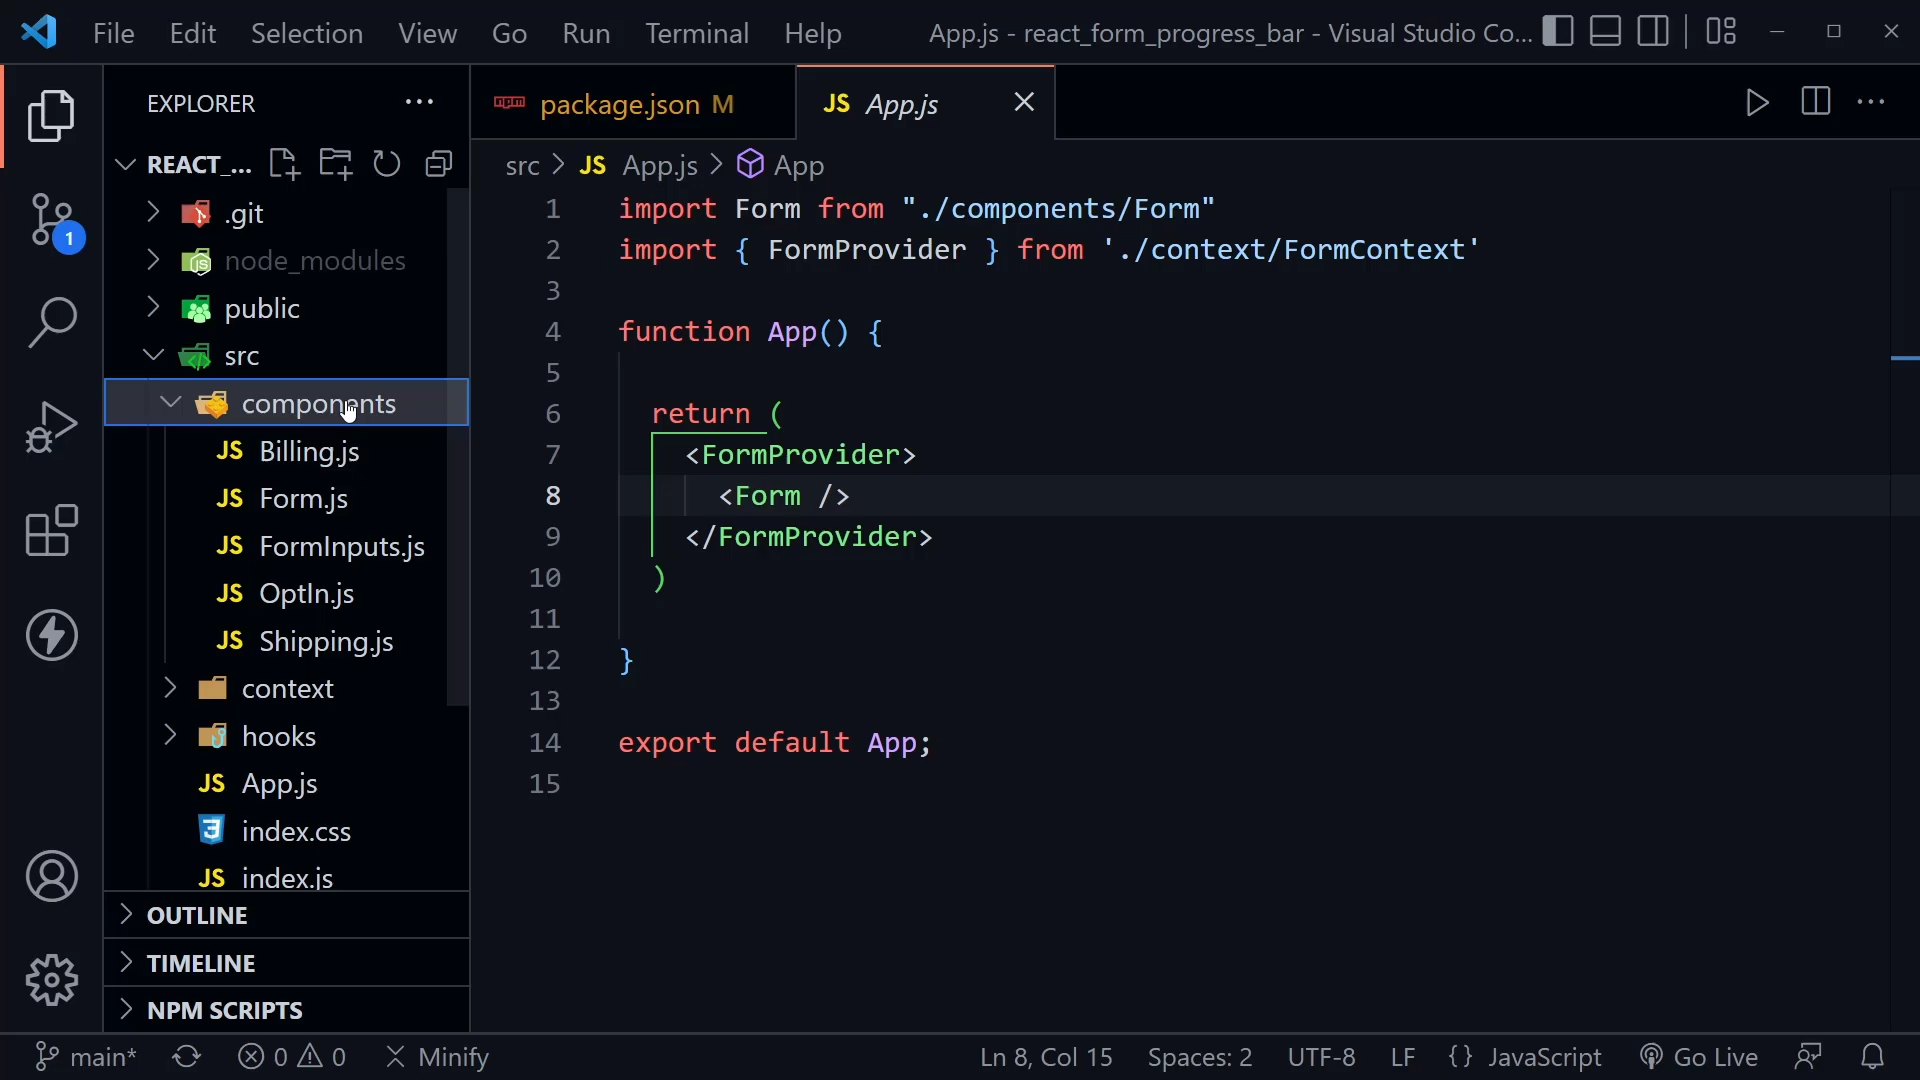 File Edit Selection View Go Run Terminal Help App.js - react_form_progress_bar - Visual Studio Co...
EXPLORER
REACT_...
.git
node_modules
public
src
components
JS Billing.js
JS Form.js
JS FormInputs.js
JS OptIn.js
JS Shipping.js
context
hooks
JS App.js
index.css
JS index.js
OUTLINE
TIMELINE
NPM SCRIPTS
1
npm package.json M JS App.js
src > JS App.js > App
1 import Form from "./components/Form"
2 import { FormProvider } from './context/FormContext'
3
4 function App() {
5
6 return (
7 <FormProvider>
8 <Form />
9 </FormProvider>
10 )
11
12 }
13
14 export default App;
15
main* 0 0 Minify Ln 8, Col 15 Spaces: 2 UTF-8 LF {} JavaScript Go Live